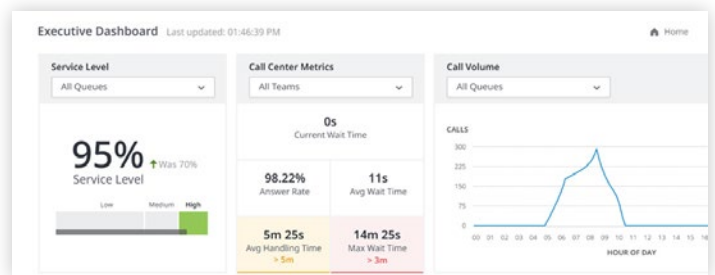 Executive Dashboard Last updated: 01:46:39 PM
Home
Service Level
All Queues
95%
Was 70%
Service Level
Low Medium High
Call Center Metrics
All Teams
0s
Current Wait Time
98.22%
Answer Rate
11s
Avg Wait Time
5m 25s
Avg Handling Time
> 5m
14m 25s
Max Wait Time
> 3m
Call Volume
All Queues
CALLS
300
225
150
75
0
00 01 02 03 04 05 06 07 08 09 10 11 12 13 14 15 16
HOUR OF DAY